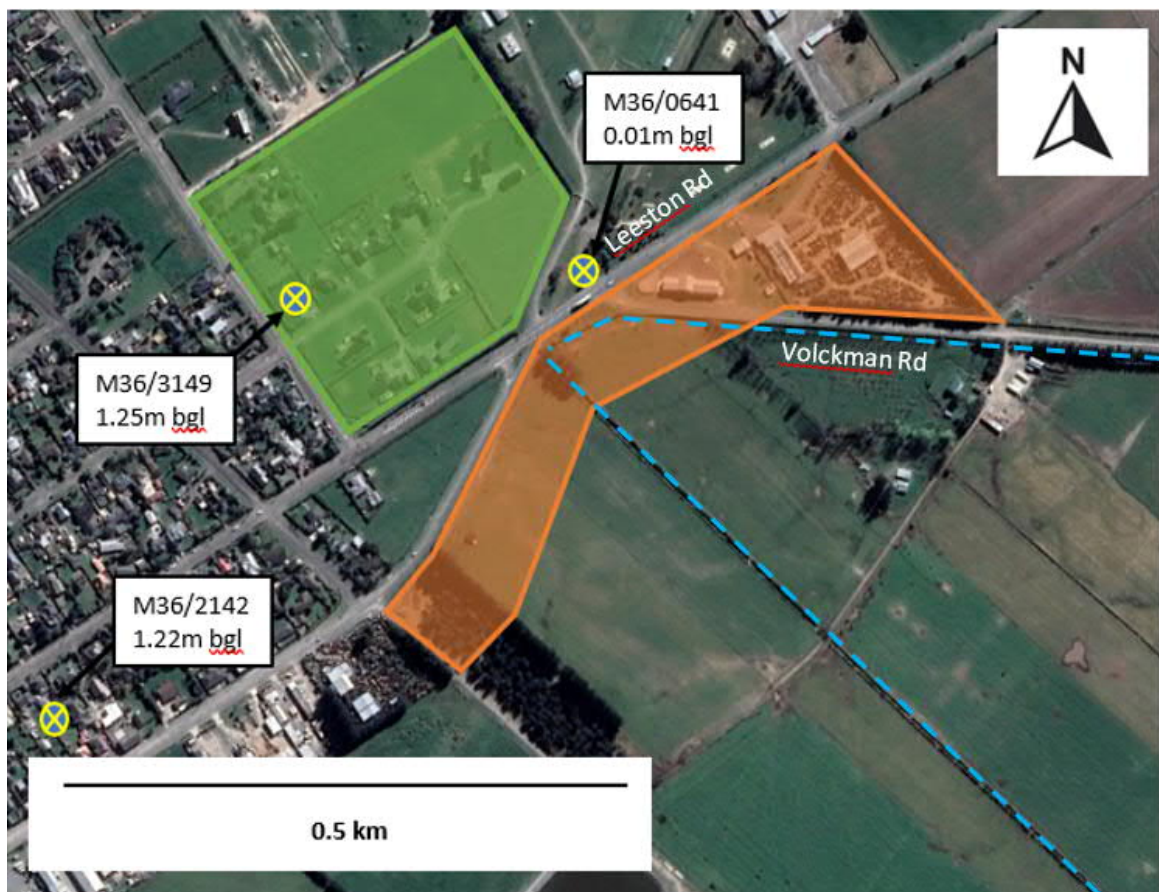 N
M36/0641
0.01m bgl
Leeston Rd
M36/3149
1.25m bgl
Volckman Rd
M36/2142
1.22m bgl
0.5 km